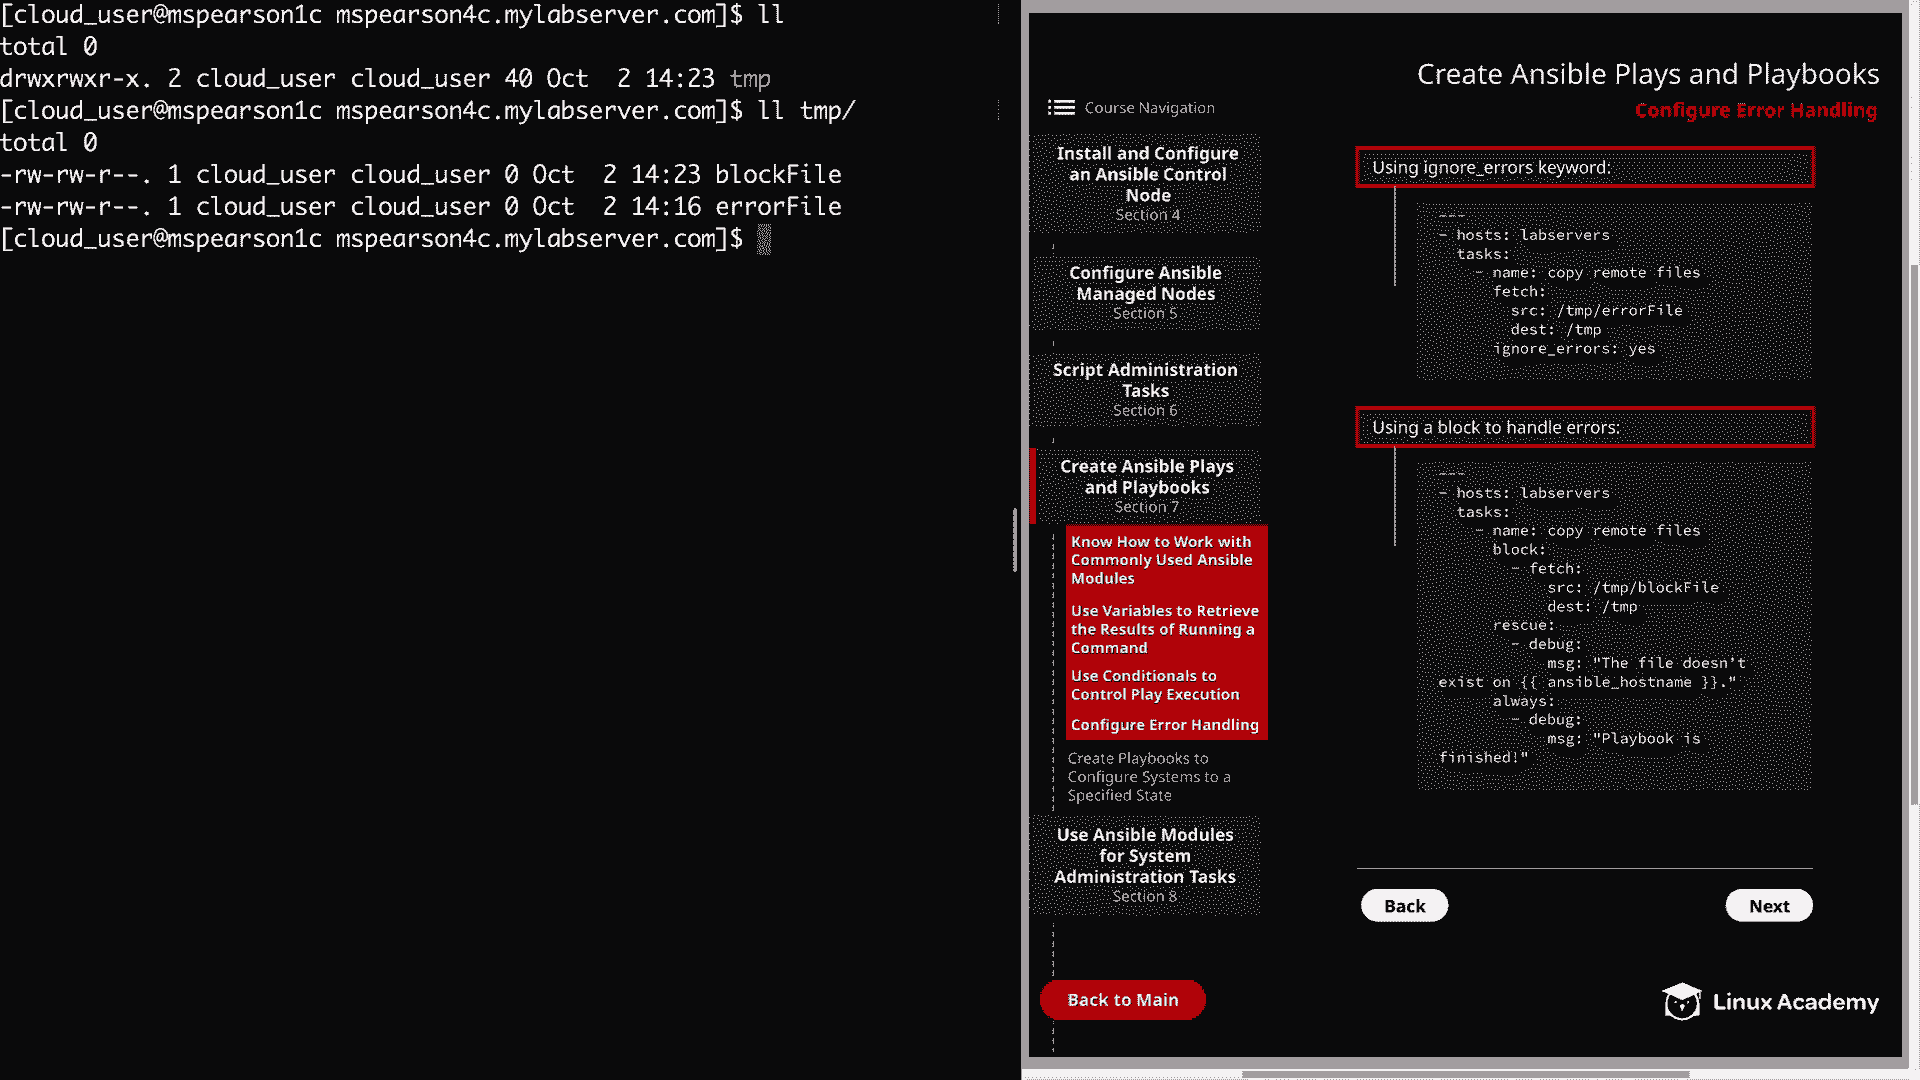 [cloud_user@mspearson1c mspearson4c.mylabserver.com]$ ll
total 0
drwxrwxr-x. 2 cloud_user cloud_user 40 Oct  2 14:23 tmp
[cloud_user@mspearson1c mspearson4c.mylabserver.com]$ ll tmp/
total 0
-rw-rw-r--. 1 cloud_user cloud_user 0 Oct  2 14:23 blockFile
-rw-rw-r--. 1 cloud_user cloud_user 0 Oct  2 14:16 errorFile
[cloud_user@mspearson1c mspearson4c.mylabserver.com]$
Create Ansible Plays and Playbooks
Configure Error Handling
Course Navigation
Install and Configure
an Ansible Control
Node
Section 4
Configure Ansible
Managed Nodes
Section 5
Script Administration
Tasks
Section 6
Create Ansible Plays
and Playbooks
Section 7
Know How to Work with
Commonly Used Ansible
Modules
Use Variables to Retrieve
the Results of Running a
Command
Use Conditionals to
Control Play Execution
Configure Error Handling
Create Playbooks to
Configure Systems to a
Specified State
Use Ansible Modules
for System
Administration Tasks
Section 8
Back to Main
Using ignore_errors keyword:
---
- hosts: labservers
  tasks:
    - name: copy remote files
      fetch:
        src: /tmp/errorFile
        dest: /tmp
      ignore_errors: yes
Using a block to handle errors:
---
- hosts: labservers
  tasks:
    - name: copy remote files
      block:
        - fetch:
            src: /tmp/blockFile
            dest: /tmp
      rescue:
        - debug:
            msg: "The file doesn't
exist on {{ ansible_hostname }}."
      always:
        - debug:
            msg: "Playbook is
finished!"
Back
Next
Linux Academy